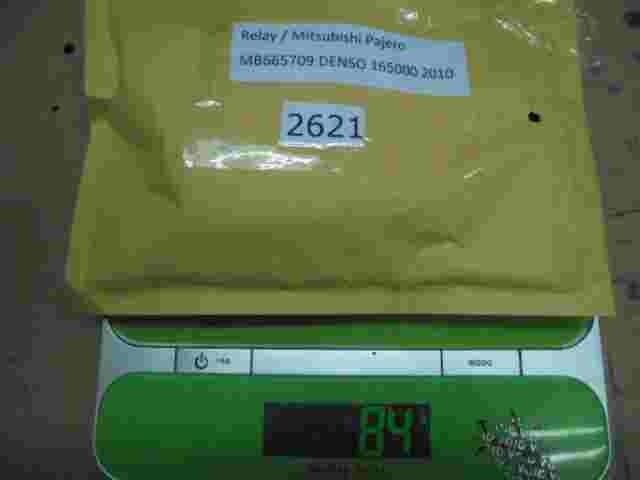 Relay / Mitsubishi Pajero
MB665709 DENSO 165000 2010
2621
84